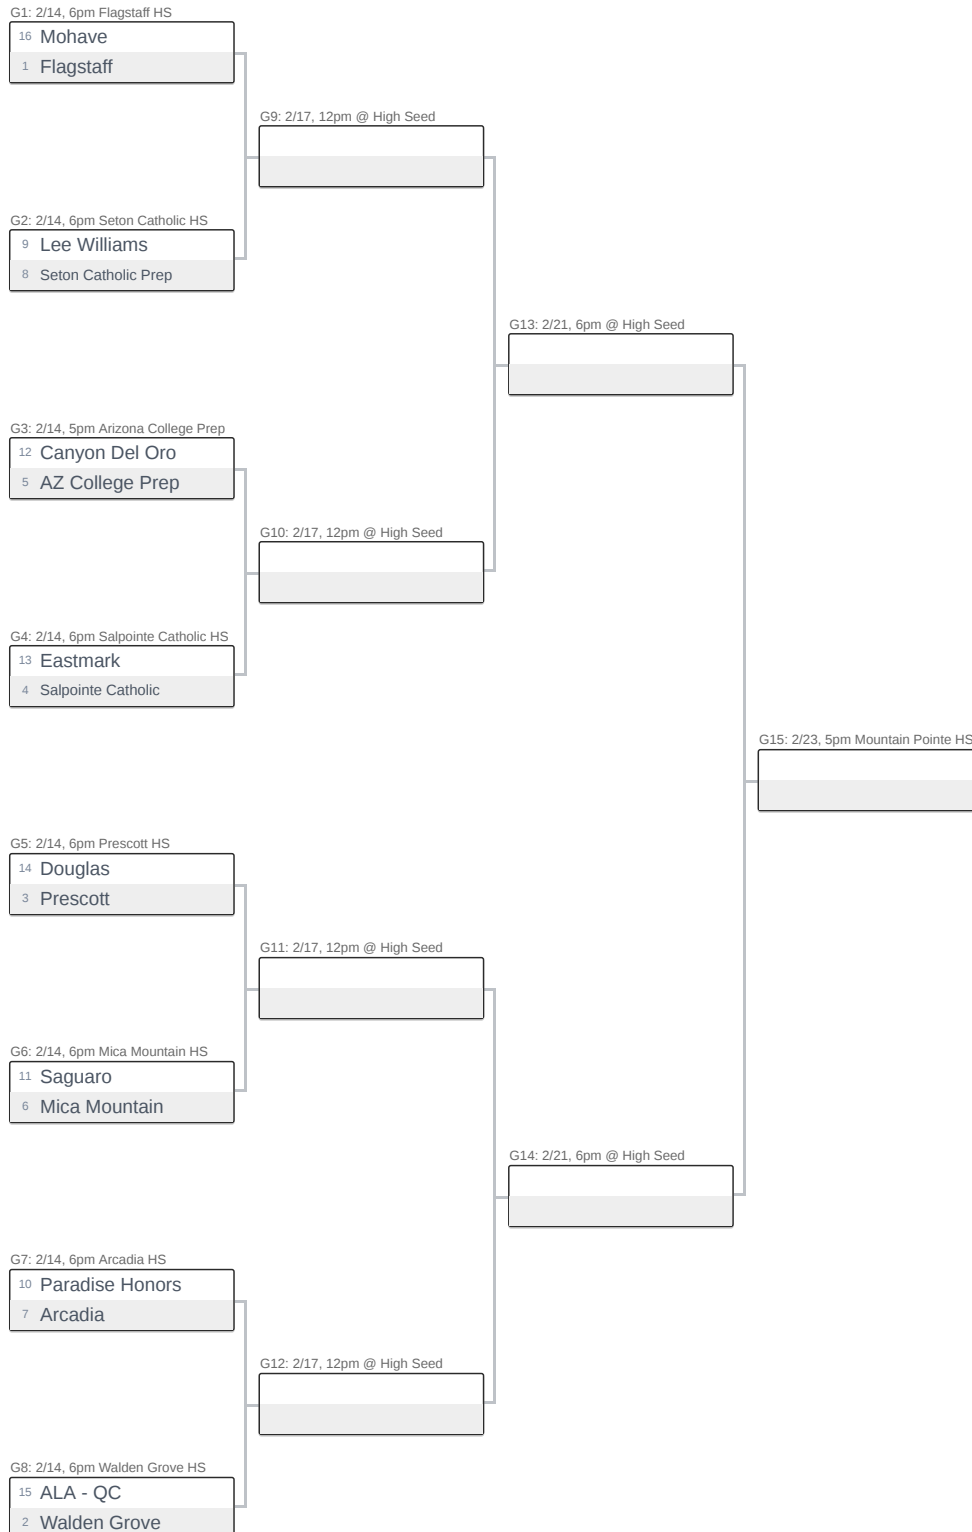 G1: 2/14, 6pm Flagstaff HS
16 Mohave
1 Flagstaff
G9: 2/17, 12pm @ High Seed
G2: 2/14, 6pm Seton Catholic HS
9 Lee Williams
8 Seton Catholic Prep
G13: 2/21, 6pm @ High Seed
G3: 2/14, 5pm Arizona College Prep
12 Canyon Del Oro
5 AZ College Prep
G10: 2/17, 12pm @ High Seed
G4: 2/14, 6pm Salpointe Catholic HS
13 Eastmark
4 Salpointe Catholic
G15: 2/23, 5pm Mountain Pointe HS
G5: 2/14, 6pm Prescott HS
14 Douglas
3 Prescott
G11: 2/17, 12pm @ High Seed
G6: 2/14, 6pm Mica Mountain HS
11 Saguaro
6 Mica Mountain
G14: 2/21, 6pm @ High Seed
G7: 2/14, 6pm Arcadia HS
10 Paradise Honors
7 Arcadia
G12: 2/17, 12pm @ High Seed
G8: 2/14, 6pm Walden Grove HS
15 ALA - QC
2 Walden Grove